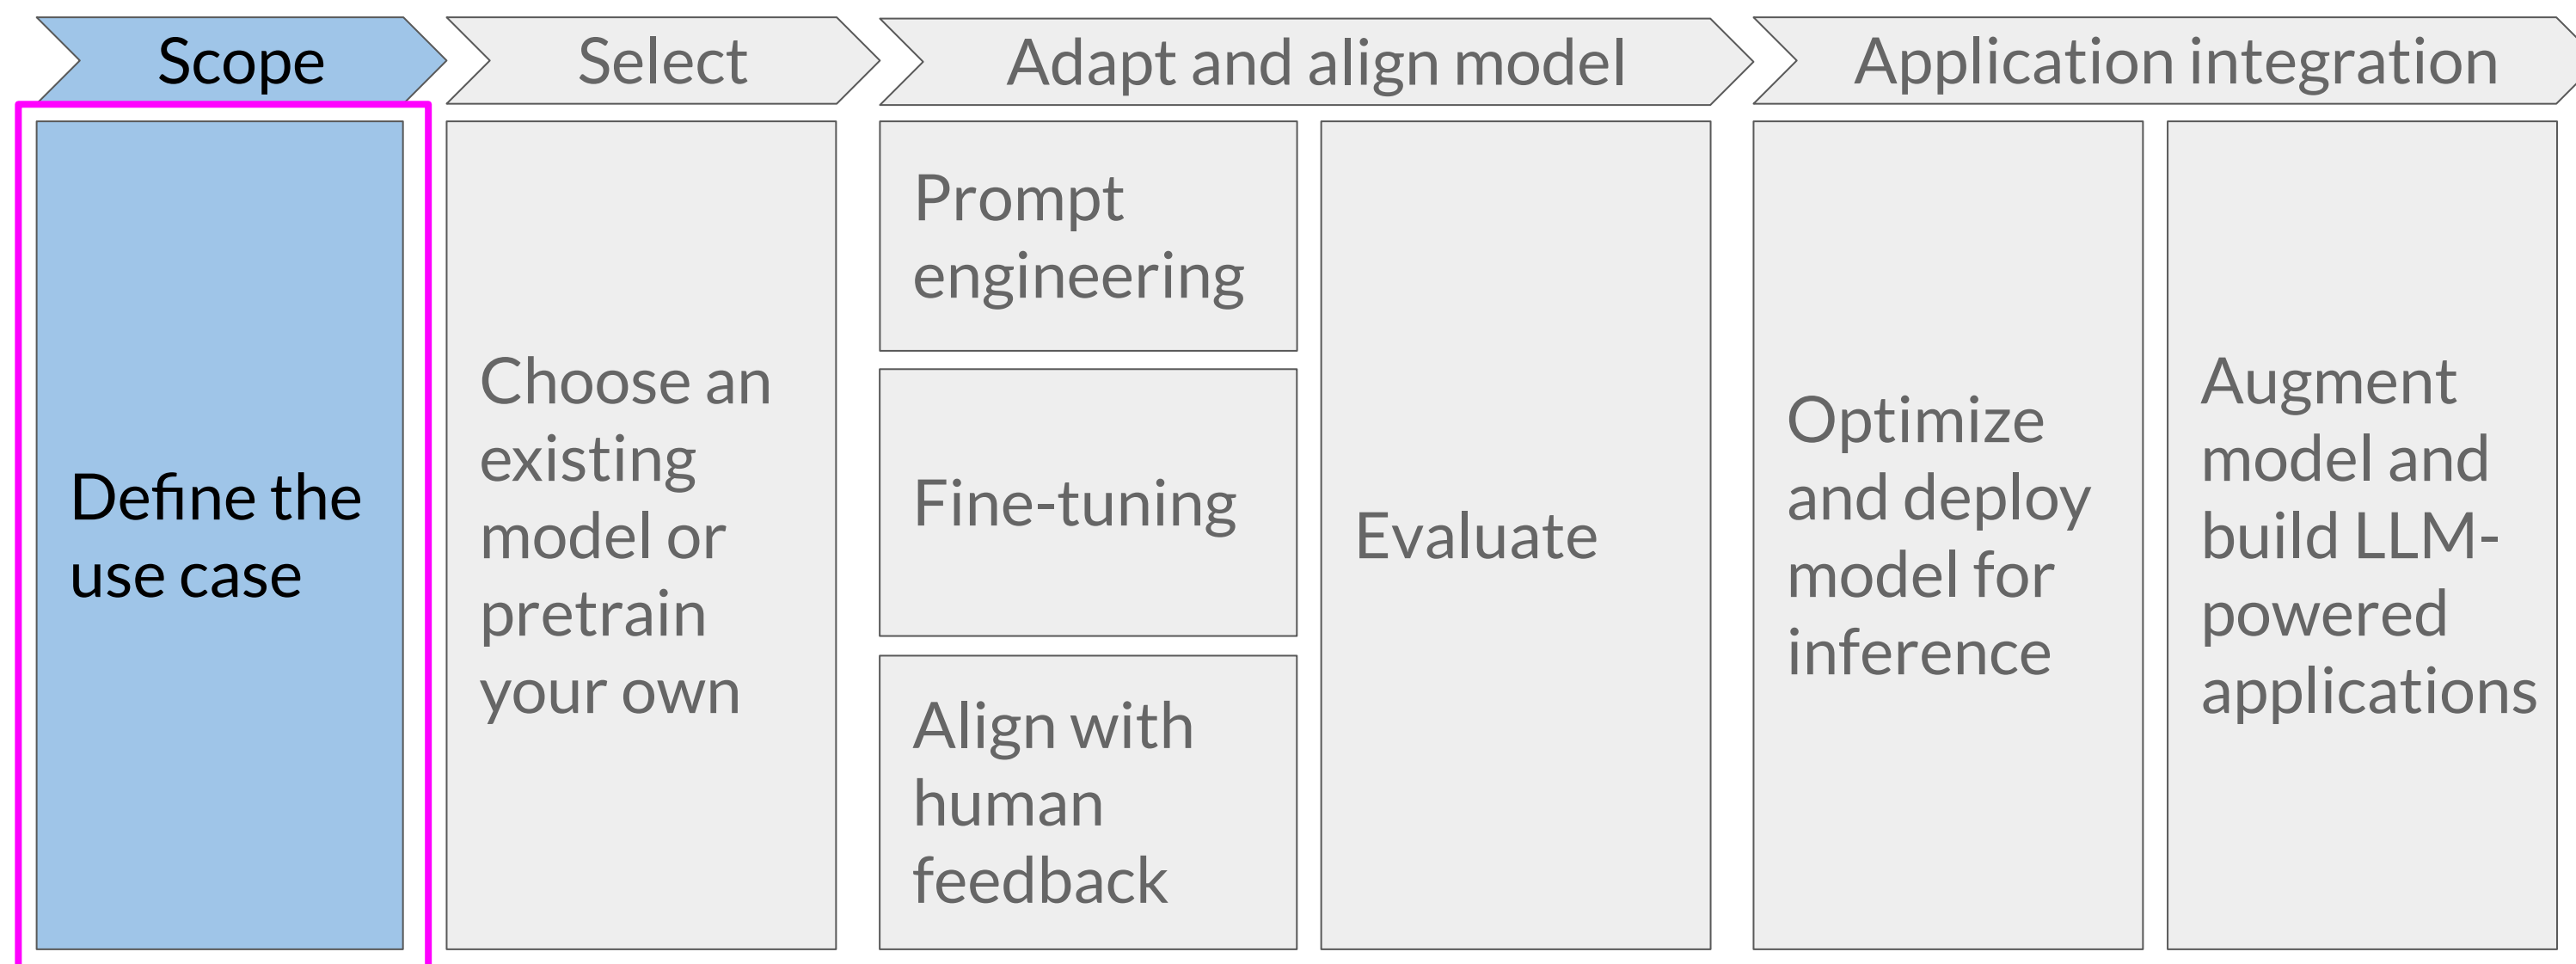 Scope
Select
Adapt and align model
Application integration
Define the
use case
Choose an
existing
model or
pretrain
your own
Prompt
engineering
Fine-tuning
Align with
human
feedback
Evaluate
Optimize
and deploy
model for
inference
Augment
model and
build LLM-
powered
applications